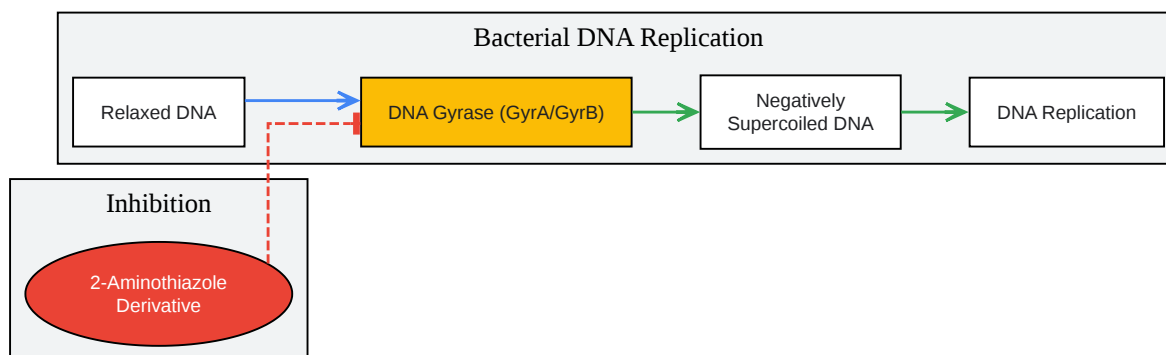 Bacterial DNA Replication
Relaxed DNA
DNA Gyrase (GyrA/GyrB)
Negatively
Supercoiled DNA
DNA Replication
Inhibition
2-Aminothiazole
Derivative